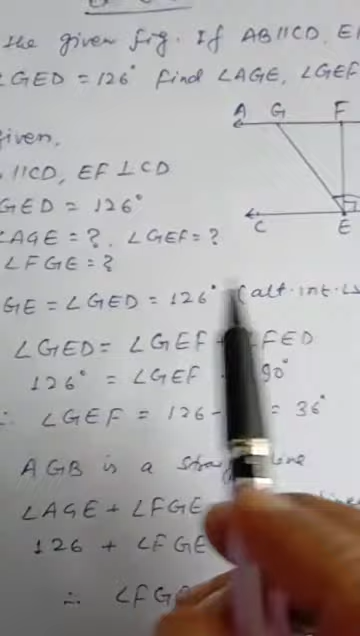 the given fig. If AB||CD, E
∠GED = 126° find ∠AGE, ∠GEF
A G F
C E
given,
||CD, EF⊥CD
GED = 126°
∠AGE = ?, ∠GEF = ?
∠FGE = ?
GE = ∠GED = 126° (alt. int. ∠s
∠GED = ∠GEF + FED
126° = ∠GEF 90°
∴ ∠GEF = 126 - = 36°
AGB is a line
∠AGE + ∠FGE
126 + ∠FGE
∴ ∠FG